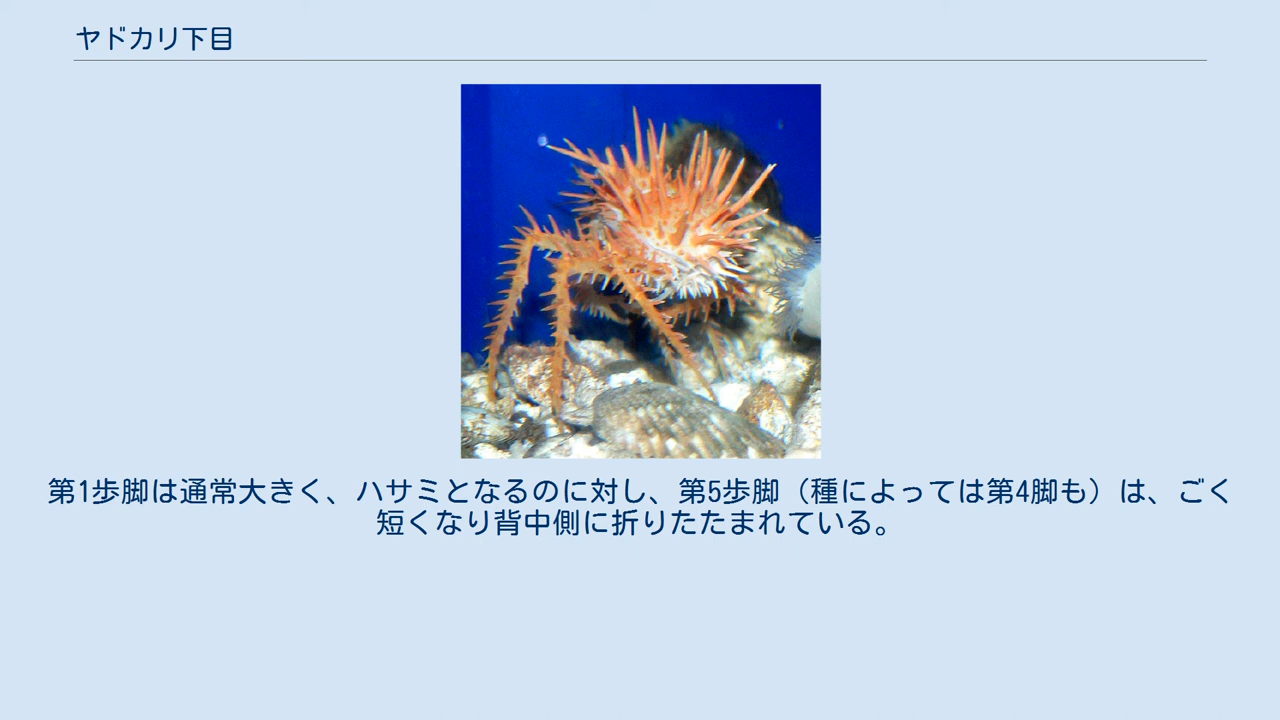 ヤドカリ下目
第1歩脚は通常大きく、ハサミとなるのに対し、第5歩脚（種によっては第4脚も）は、ごく
短くなり背中側に折りたたまれている。